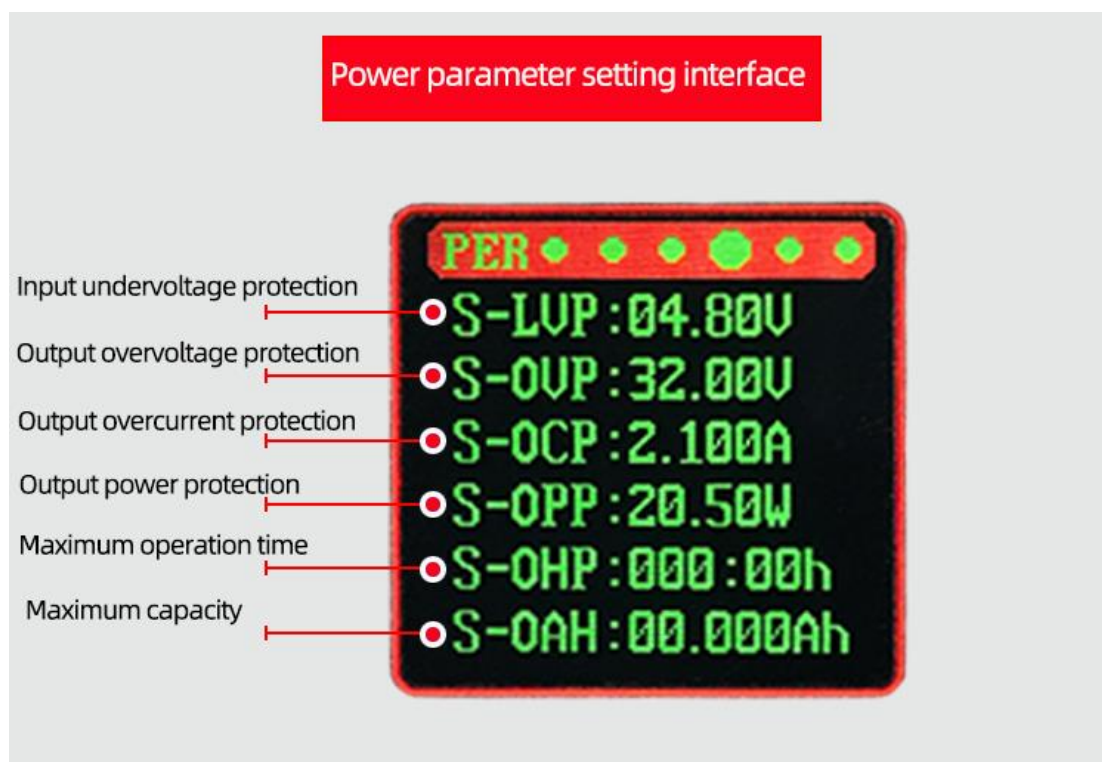 Power parameter setting interface
PER
Input undervoltage protection
S-LVP:04.80V
Output overvoltage protection
S-OVP:32.00V
Output overcurrent protection
S-OCP:2.100A
Output power protection
S-OPP:20.50W
Maximum operation time
S-OHP:000:00h
Maximum capacity
S-OAH:00.000Ah